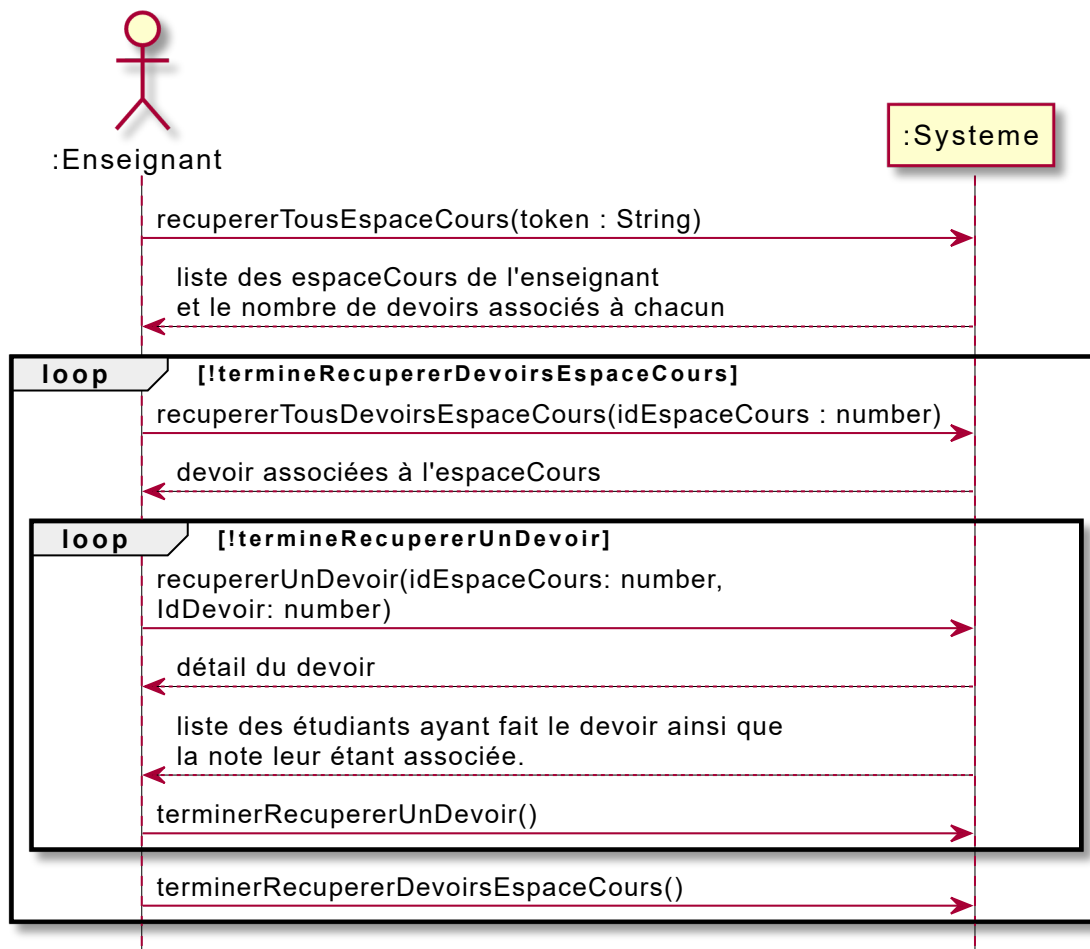 :Enseignant
:Systeme
recupererTousEspaceCours(token : String)
liste des espaceCours de l'enseignant
et le nombre de devoirs associés à chacun
loop [!termineRecupererDevoirsEspaceCours]
recupererTousDevoirsEspaceCours(idEspaceCours : number)
devoir associées à l'espaceCours
loop [!termineRecupererUnDevoir]
recupererUnDevoir(idEspaceCours: number,
IdDevoir: number)
détail du devoir
liste des étudiants ayant fait le devoir ainsi que
la note leur étant associée.
terminerRecupererUnDevoir()
terminerRecupererDevoirsEspaceCours()